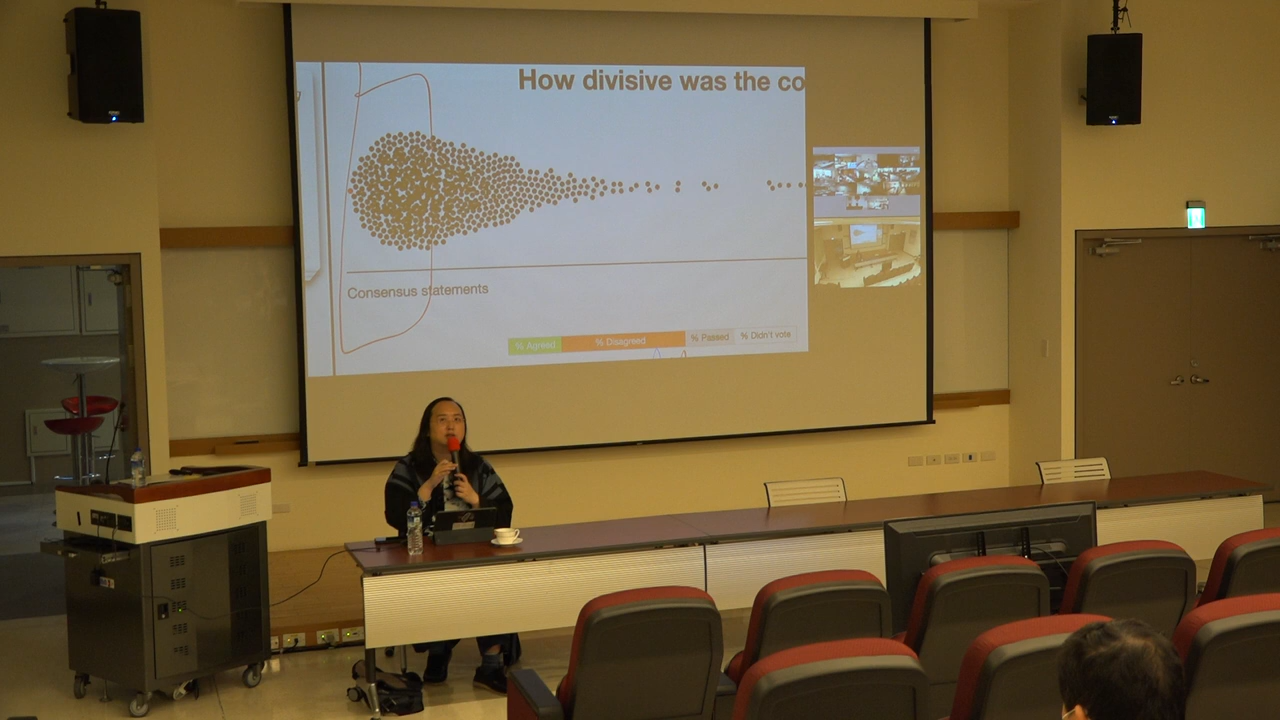 How divisive was the co
Consensus statements
% Agreed
% Disagreed
% Passed
% Didn't vote